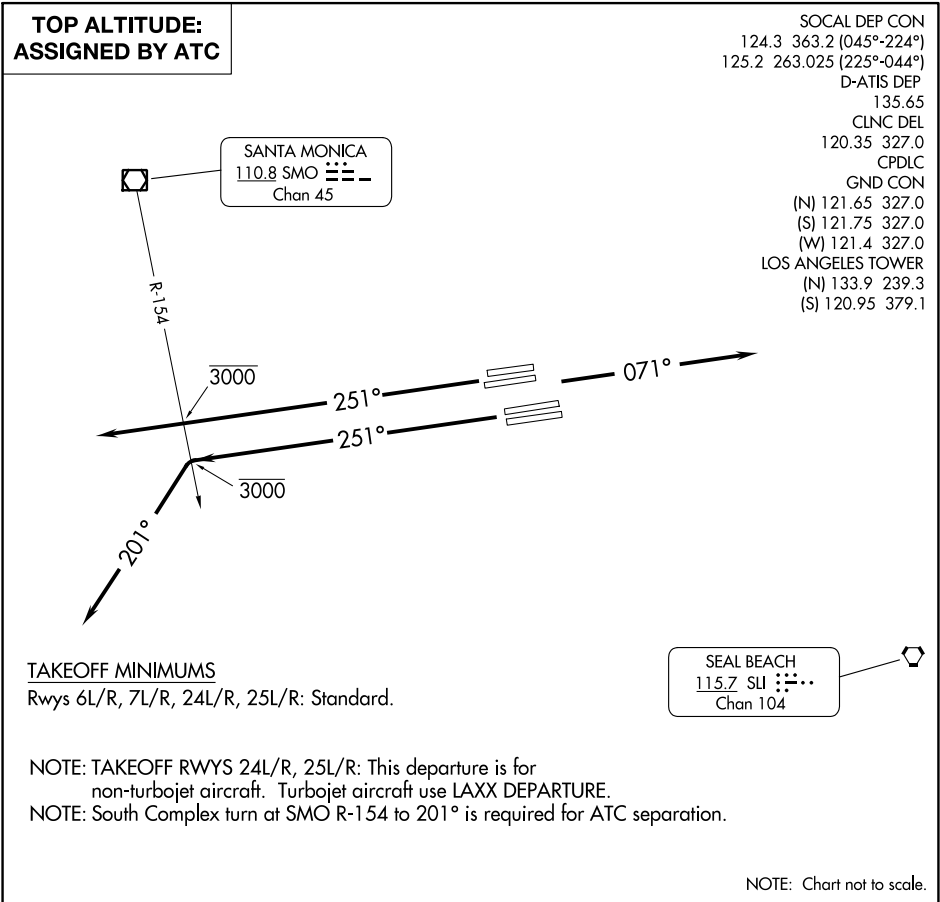 TOP ALTITUDE:
ASSIGNED BY ATC
SOCAL DEP CON
124.3 363.2 (045°-224°)
125.2 263.025 (225°-044°)
D-ATIS DEP
135.65
CLNC DEL
120.35 327.0
CPDLC
GND CON
(N) 121.65 327.0
(S) 121.75 327.0
(W) 121.4 327.0
LOS ANGELES TOWER
(N) 133.9 239.3
(S) 120.95 379.1
SANTA MONICA
110.8 SMO
Chan 45
R-154
3000
251°
071°
251°
3000
201°
TAKEOFF MINIMUMS
Rwys 6L/R, 7L/R, 24L/R, 25L/R: Standard.
SEAL BEACH
115.7 SLI
Chan 104
NOTE: TAKEOFF RWYS 24L/R, 25L/R: This departure is for
non-turbojet aircraft. Turbojet aircraft use LAXX DEPARTURE.
NOTE: South Complex turn at SMO R-154 to 201° is required for ATC separation.
NOTE: Chart not to scale.